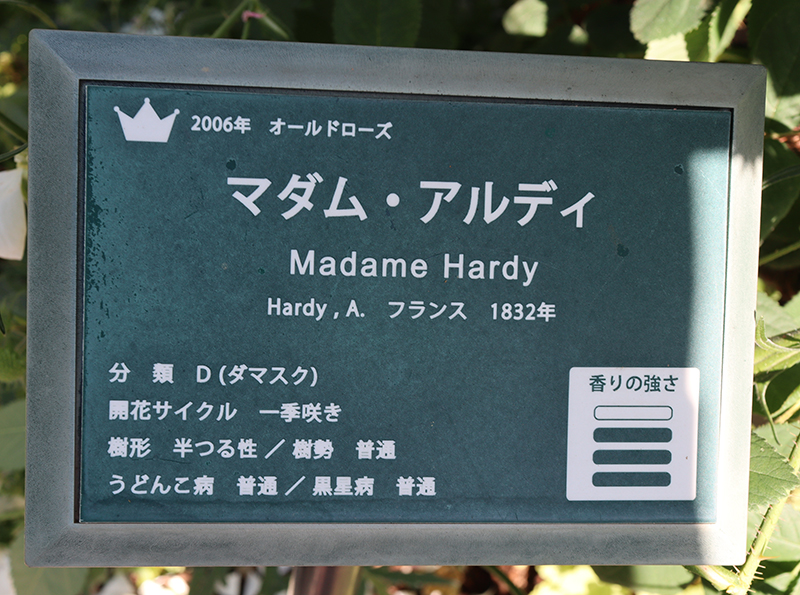 2006年　オールドローズ
マダム・アルディ
Madame Hardy
Hardy , A.　フランス　1832年
分　類　D (ダマスク)
開花サイクル　一季咲き
樹形　半つる性 ／ 樹勢　普通
うどんこ病　普通 ／ 黒星病　普通
香りの強さ